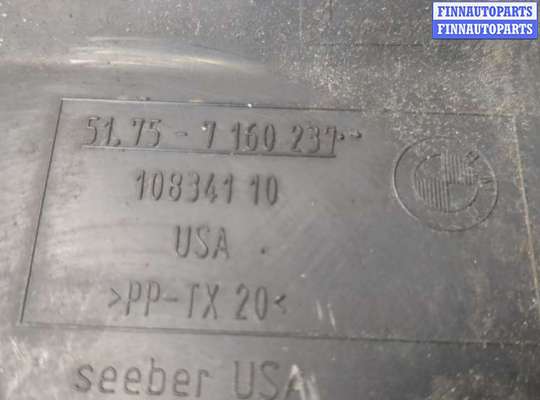 FINNAUTOPARTS
FINNAUTOPARTS
51.75 - 7 160 237
108341 10
USA
>PP-TX 20<
seeber USA